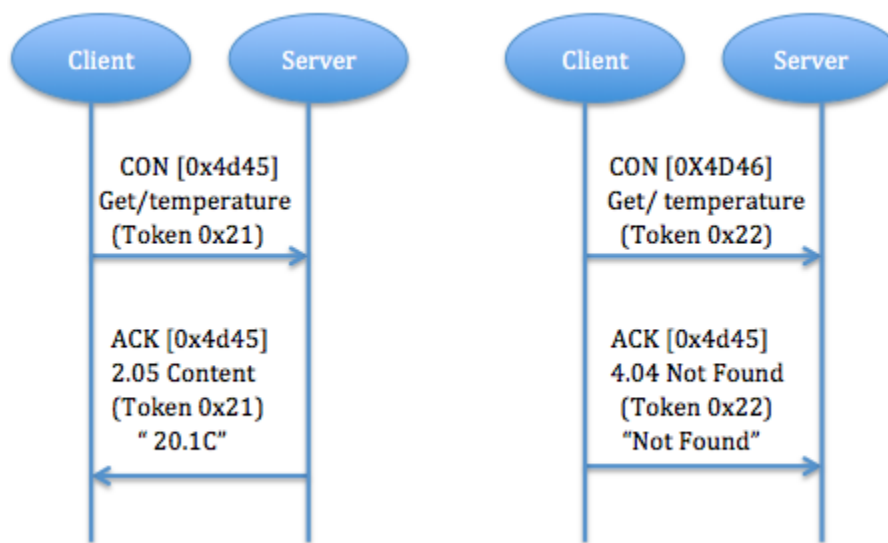 Client
Server
CON [0x4d45]
Get/temperature
(Token 0x21)
ACK [0x4d45]
2.05 Content
(Token 0x21)
“ 20.1C”
Client
Server
CON [0X4D46]
Get/ temperature
(Token 0x22)
ACK [0x4d45]
4.04 Not Found
(Token 0x22)
“Not Found”